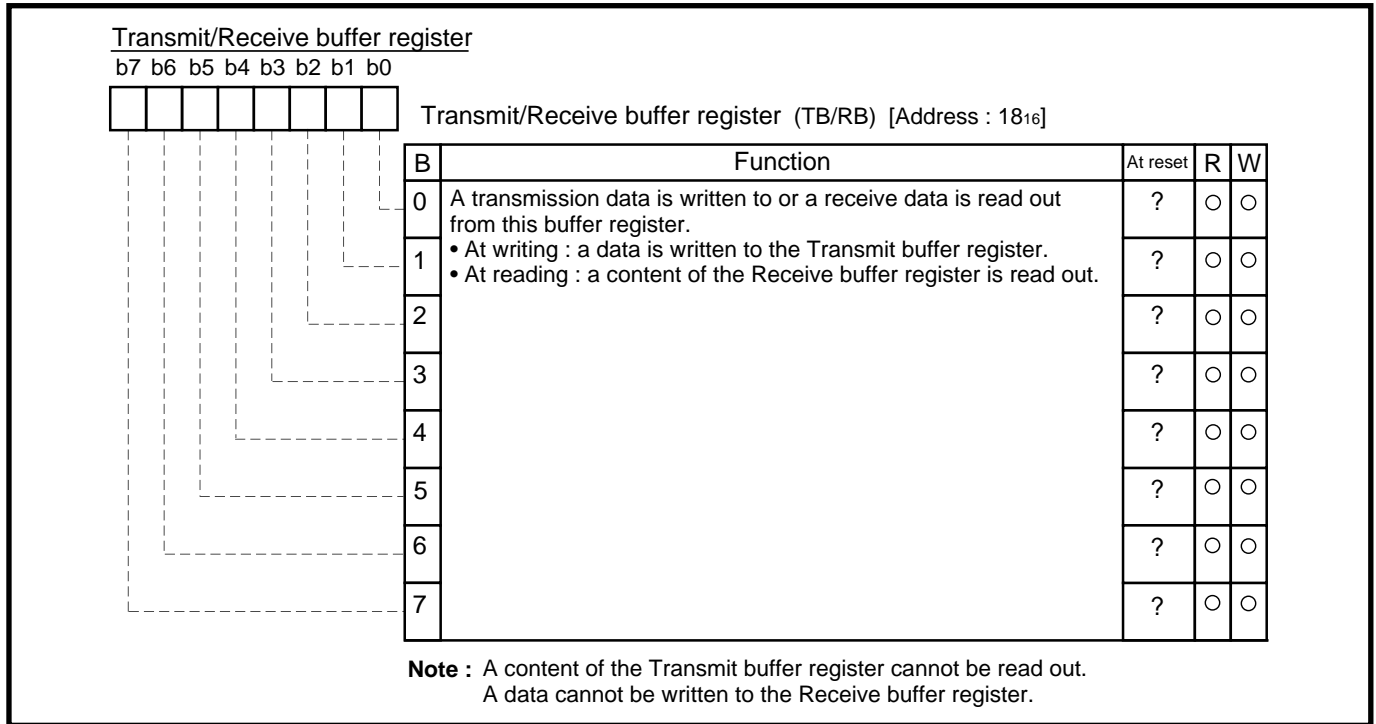 Transmit/Receive buffer register
b7 b6 b5 b4 b3 b2 b1 b0
Transmit/Receive buffer register (TB/RB) [Address : 18₁₆]
B Function At reset R W
0 A transmission data is written to or a receive data is read out ? ○ ○
from this buffer register.
• At writing : a data is written to the Transmit buffer register.
1 ? ○ ○
• At reading : a content of the Receive buffer register is read out.
2 ? ○ ○
3 ? ○ ○
4 ? ○ ○
5 ? ○ ○
6 ? ○ ○
7 ? ○ ○
Note : A content of the Transmit buffer register cannot be read out.
A data cannot be written to the Receive buffer register.